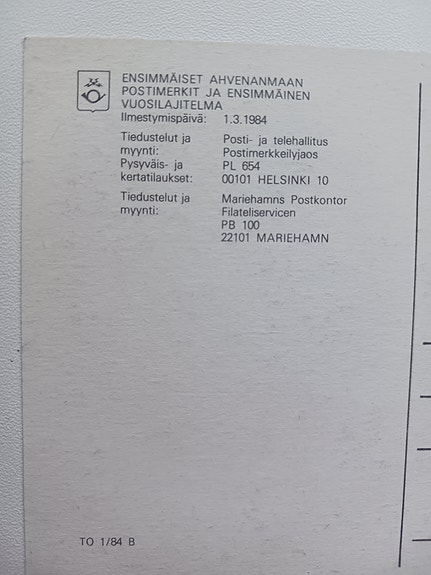 ENSIMMÄISET AHVENANMAAN
POSTIMERKIT JA ENSIMMÄINEN
VUOSILAJITELMA
Ilmestymispäivä: 1.3.1984
Tiedustelut ja Posti- ja telehallitus
myynti: Postimerkkeilyjaos
Pysyväis- ja PL 654
kertatilaukset: 00101 HELSINKI 10
Tiedustelut ja Mariehamns Postkontor
myynti: Filateliservicen
PB 100
22101 MARIEHAMN
TO 1/84 B